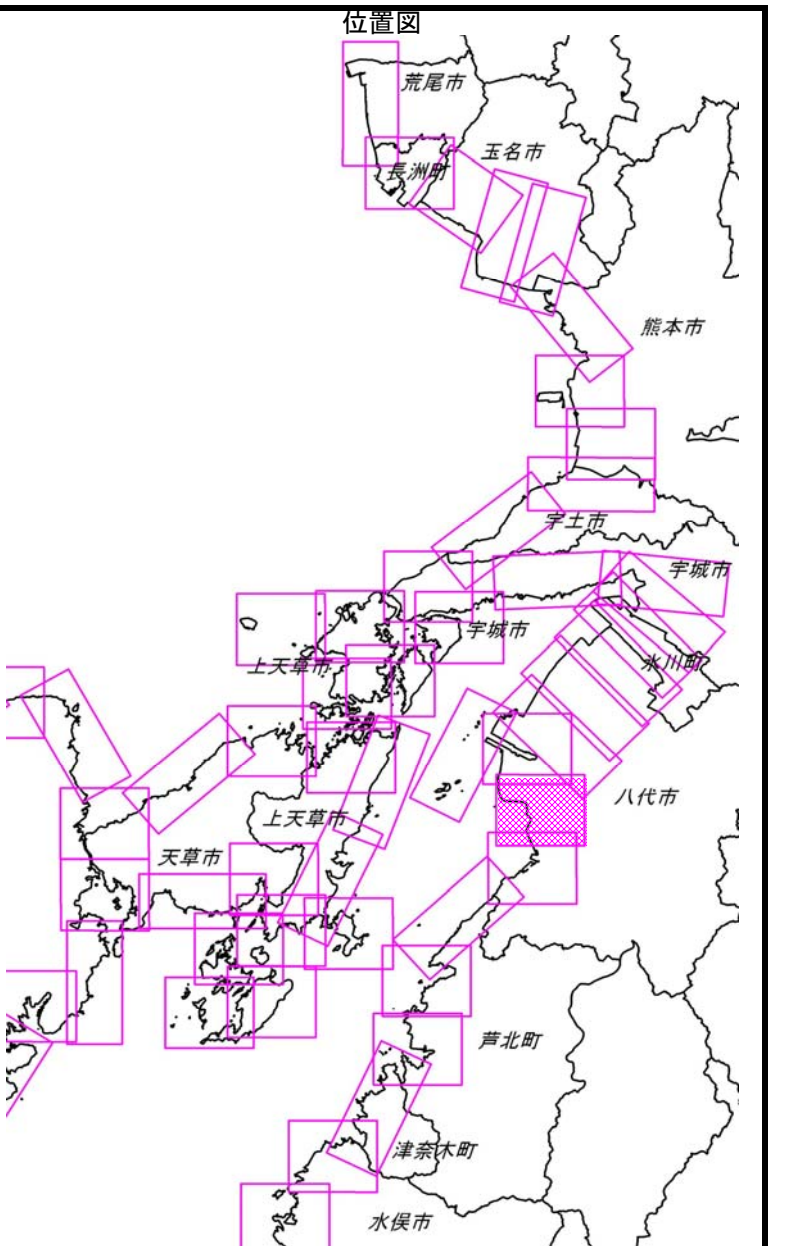 位置図
荒尾市
玉名市
長洲町
熊本市
宇土市
宇城市
宇城市
氷川町
上天草市
八代市
上天草市
天草市
芦北町
津奈木町
水俣市